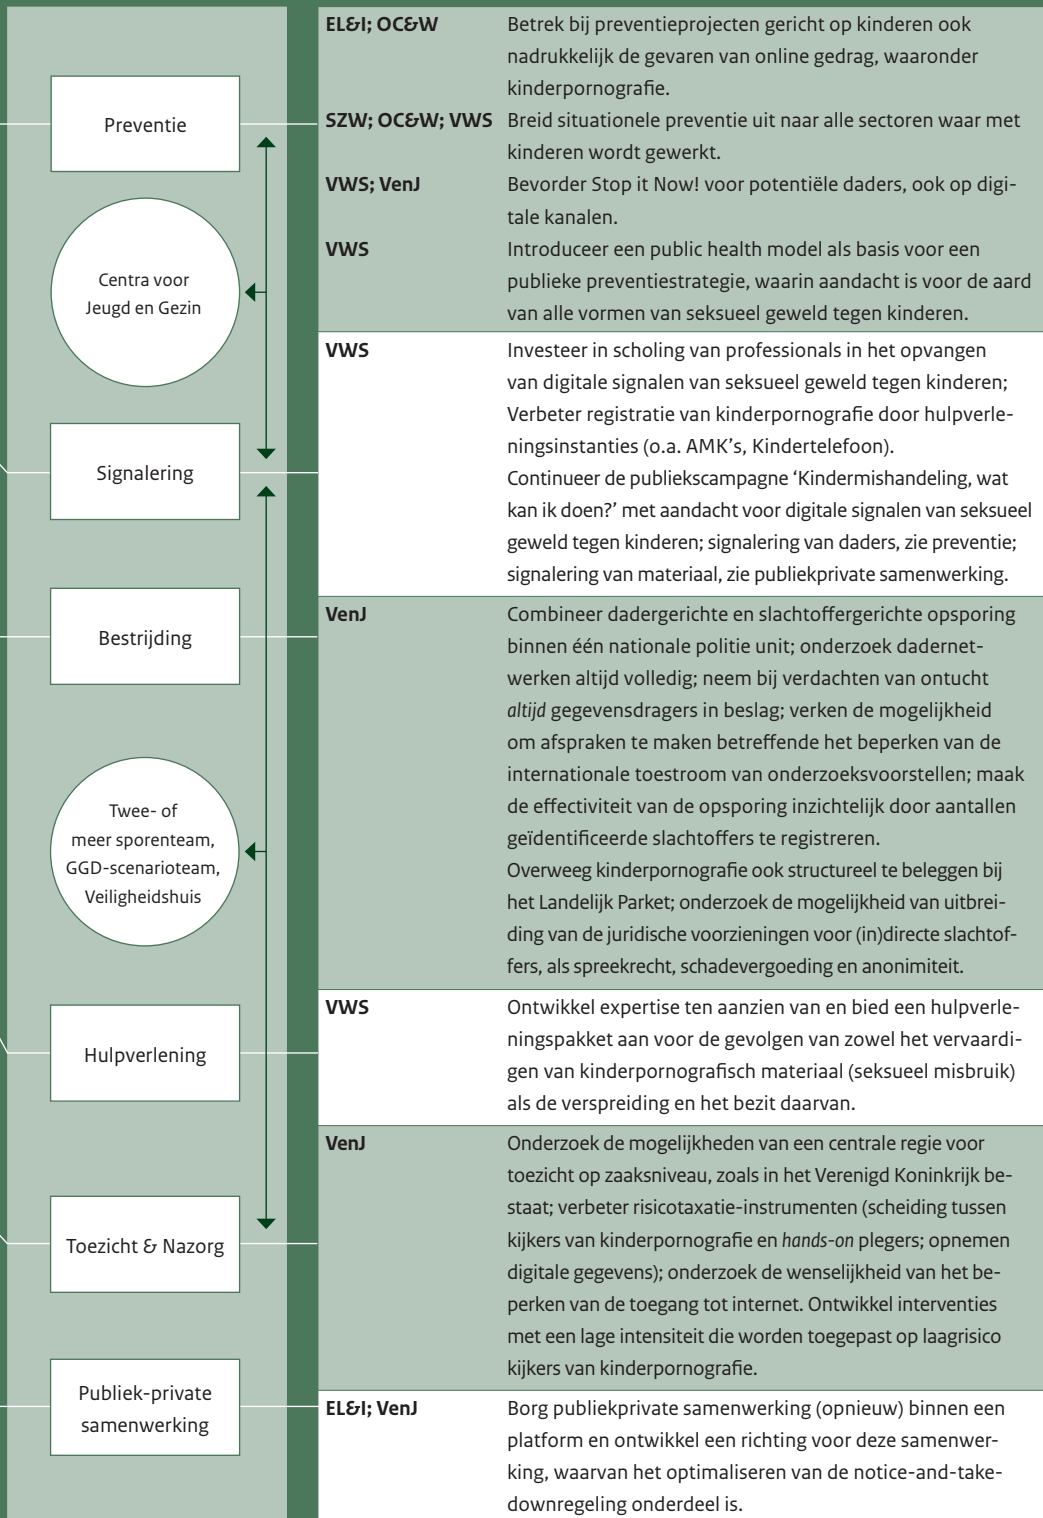 Preventie
Centra voor
Jeugd en Gezin
Signalering
Bestrijding
Twee- of
meer sporenteam,
GGD-scenarioteam,
Veiligheidshuis
Hulpverlening
Toezicht & Nazorg
Publiek-private
samenwerking
EL&I; OC&W Betrek bij preventieprojecten gericht op kinderen ook
nadrukkelijk de gevaren van online gedrag, waaronder
kinderpornografie.
SZW; OC&W; VWS Breid situationele preventie uit naar alle sectoren waar met
kinderen wordt gewerkt.
VWS; VenJ Bevorder Stop it Now! voor potentiële daders, ook op digi-
tale kanalen.
VWS Introduceer een public health model als basis voor een
publieke preventiestrategie, waarin aandacht is voor de aard
van alle vormen van seksueel geweld tegen kinderen.
VWS Investeer in scholing van professionals in het opvangen
van digitale signalen van seksueel geweld tegen kinderen;
Verbeter registratie van kinderpornografie door hulpverle-
ningsinstanties (o.a. AMK’s, Kindertelefoon).
Continueer de publiekscampagne ‘Kindermishandeling, wat
kan ik doen?’ met aandacht voor digitale signalen van seksueel
geweld tegen kinderen; signalering van daders, zie preventie;
signalering van materiaal, zie publiekprivate samenwerking.
VenJ Combineer dadergerichte en slachtoffergerichte opsporing
binnen één nationale politie unit; onderzoek dadernet-
werken altijd volledig; neem bij verdachten van ontucht
altijd gegevensdragers in beslag; verken de mogelijkheid
om afspraken te maken betreffende het beperken van de
internationale toestroom van onderzoeksvoorstellen; maak
de effectiviteit van de opsporing inzichtelijk door aantallen
geïdentificeerde slachtoffers te registreren.
Overweeg kinderpornografie ook structureel te beleggen bij
het Landelijk Parket; onderzoek de mogelijkheid van uitbrei-
ding van de juridische voorzieningen voor (in)directe slachtof-
fers, als spreekrecht, schadevergoeding en anonimiteit.
VWS Ontwikkel expertise ten aanzien van en bied een hulpverle-
ningspakket aan voor de gevolgen van zowel het vervaardi-
gen van kinderpornografisch materiaal (seksueel misbruik)
als de verspreiding en het bezit daarvan.
VenJ Onderzoek de mogelijkheden van een centrale regie voor
toezicht op zaaksniveau, zoals in het Verenigd Koninkrijk be-
staat; verbeter risicotaxatie-instrumenten (scheiding tussen
kijkers van kinderpornografie en hands-on plegers; opnemen
digitale gegevens); onderzoek de wenselijkheid van het be-
perken van de toegang tot internet. Ontwikkel interventies
met een lage intensiteit die worden toegepast op laagrisico
kijkers van kinderpornografie.
EL&I; VenJ Borg publiekprivate samenwerking (opnieuw) binnen een
platform en ontwikkel een richting voor deze samenwer-
king, waarvan het optimaliseren van de notice-and-take-
downregeling onderdeel is.